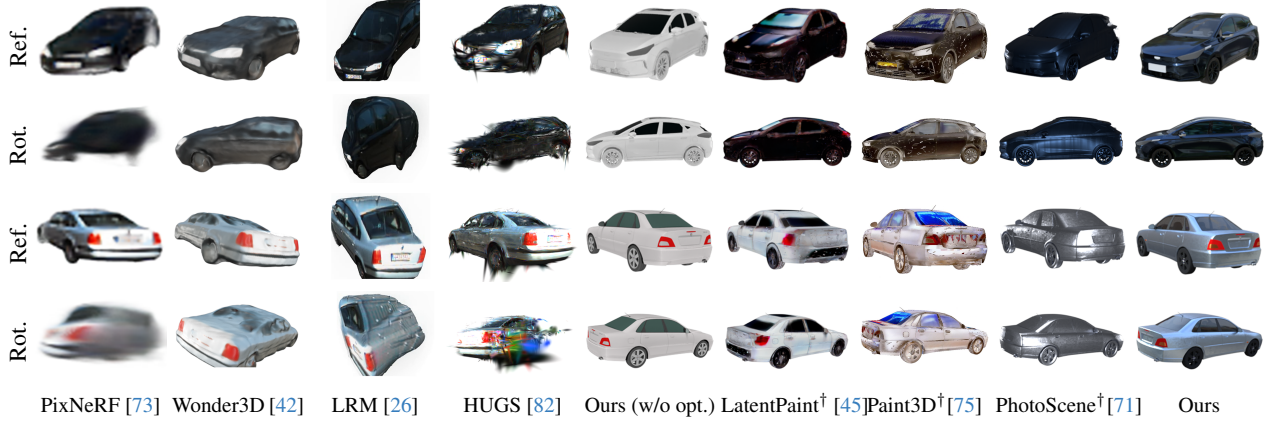 Ref.
Rot.
Ref.
Rot.
PixNeRF [73] Wonder3D [42] LRM [26] HUGS [82] Ours (w/o opt.) LatentPaint† [45] Paint3D† [75] PhotoScene† [71] Ours